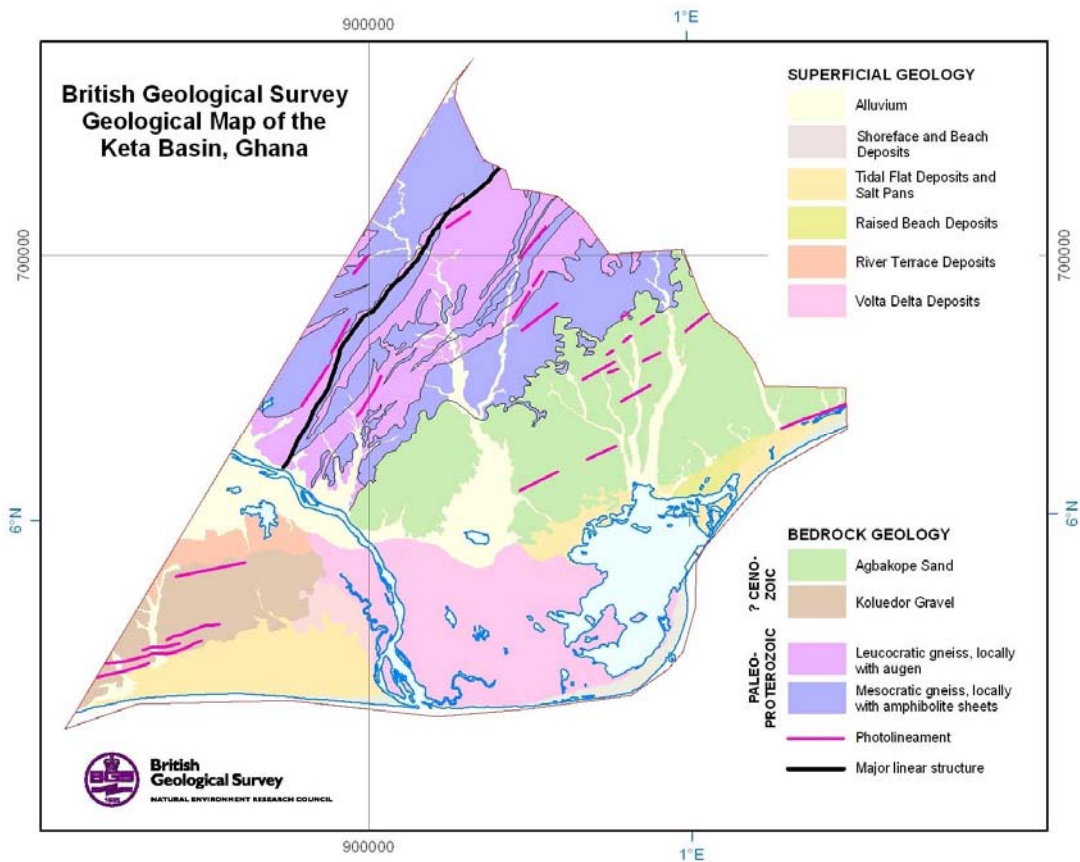 900000
1°E
British Geological Survey
Geological Map of the
Keta Basin, Ghana
SUPERFICIAL GEOLOGY
Alluvium
Shoreface and Beach
Deposits
Tidal Flat Deposits and
Salt Pans
Raised Beach Deposits
River Terrace Deposits
Volta Delta Deposits
700000
700000
6°N
6°N
BEDROCK GEOLOGY
? CENO-
ZOIC
Agbakope Sand
Koluedor Gravel
PALEO-
PROTEROZOIC
Leucocratic gneiss, locally
with augen
Mesocratic gneiss, locally
with amphibolite sheets
Photolineament
Major linear structure
BGS
1835
British
Geological Survey
NATURAL ENVIRONMENT RESEARCH COUNCIL
900000
1°E